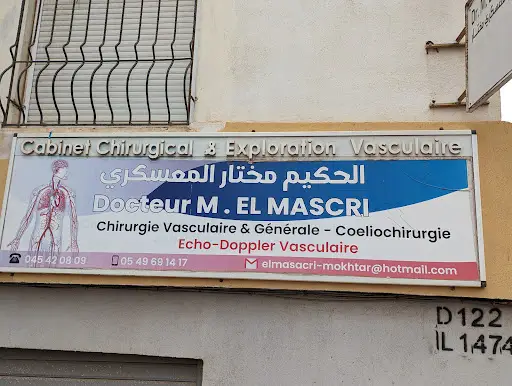 Cabinet Chirurgical & Exploration Vasculaire
الحكيم مختار المعسكري
Docteur M. EL MASCRI
Chirurgie Vasculaire & Générale - Coeliochirurgie
Echo-Doppler Vasculaire
045 42 08 09 05 49 69 14 17 elmasacri-mokhtar@hotmail.com
D122
IL1474